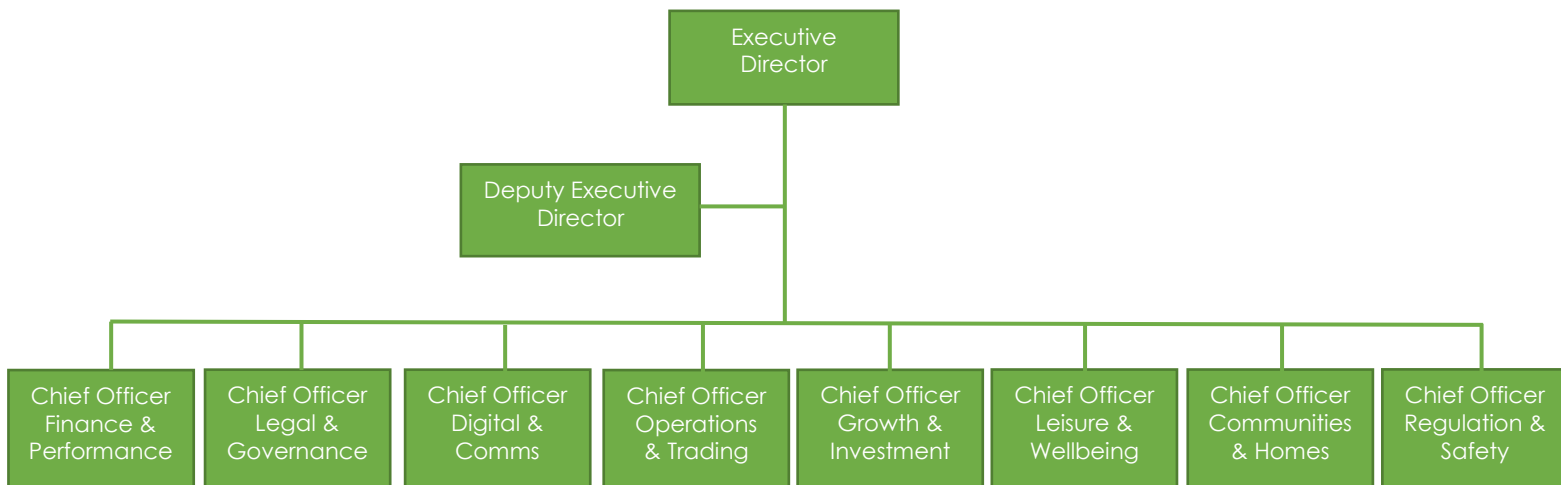 Executive
Director
Deputy Executive
Director
Chief Officer
Finance &
Performance
Chief Officer
Legal &
Governance
Chief Officer
Digital &
Comms
Chief Officer
Operations
& Trading
Chief Officer
Growth &
Investment
Chief Officer
Leisure &
Wellbeing
Chief Officer
Communities
& Homes
Chief Officer
Regulation &
Safety